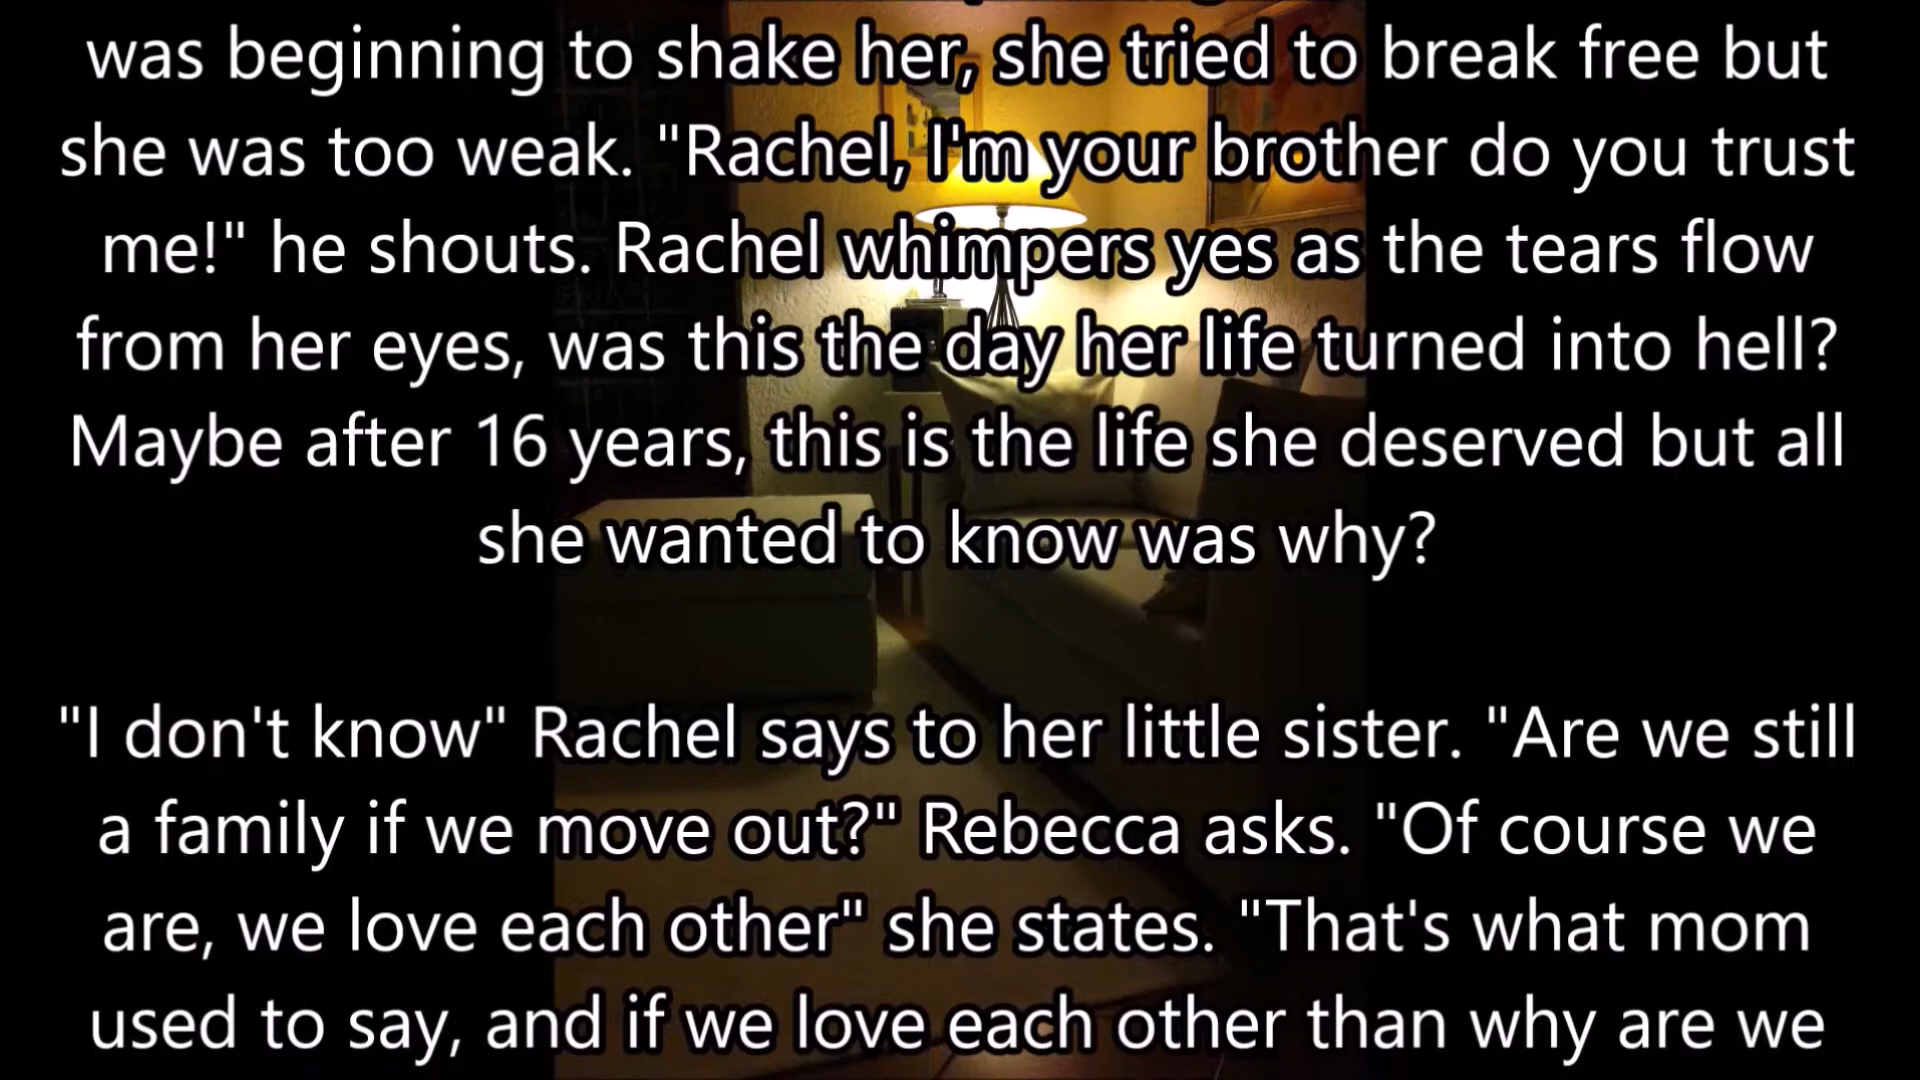 was beginning to shake her, she tried to break free but
she was too weak. "Rachel, I'm your brother do you trust
me!" he shouts. Rachel whimpers yes as the tears flow
from her eyes, was this the day her life turned into hell?
Maybe after 16 years, this is the life she deserved but all
she wanted to know was why?
"I don't know" Rachel says to her little sister. "Are we still
a family if we move out?" Rebecca asks. "Of course we
are, we love each other" she states. "That's what mom
used to say, and if we love each other than why are we